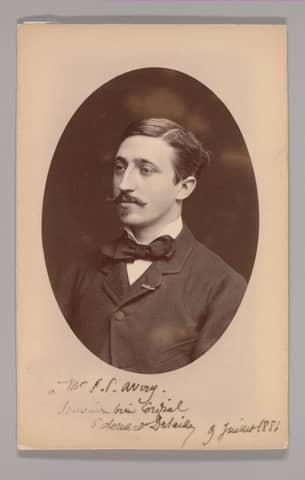 à Mr S. P. Avery.
Souvenir bien Cordial
Edouard Detaille 9 Juillet 1881